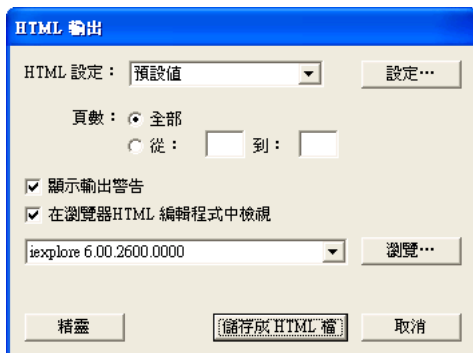 HTML 輸出
HTML 設定： 預設值 設定…
頁數： 全部
從： 到：
顯示輸出警告
在瀏覽器HTML 編輯程式中檢視
iexplore 6.00.2600.0000 瀏覽…
精靈 儲存成 HTML 檔 取消